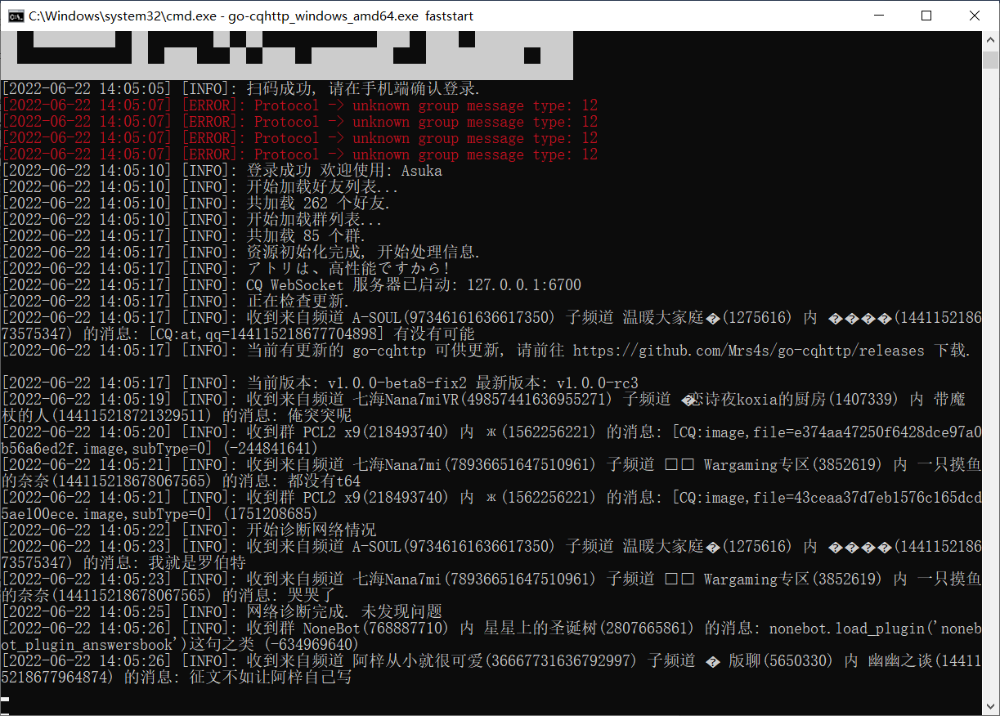 C:\Windows\system32\cmd.exe - go-cqhttp_windows_amd64.exe  faststart
[2022-06-22 14:05:05] [INFO]: 扫码成功, 请在手机端确认登录.
[2022-06-22 14:05:07] [ERROR]: Protocol -> unknown group message type: 12
[2022-06-22 14:05:07] [ERROR]: Protocol -> unknown group message type: 12
[2022-06-22 14:05:07] [ERROR]: Protocol -> unknown group message type: 12
[2022-06-22 14:05:07] [ERROR]: Protocol -> unknown group message type: 12
[2022-06-22 14:05:10] [INFO]: 登录成功 欢迎使用: Asuka
[2022-06-22 14:05:10] [INFO]: 开始加载好友列表...
[2022-06-22 14:05:10] [INFO]: 共加载 262 个好友.
[2022-06-22 14:05:10] [INFO]: 开始加载群列表...
[2022-06-22 14:05:17] [INFO]: 共加载 85 个群.
[2022-06-22 14:05:17] [INFO]: 资源初始化完成, 开始处理信息.
[2022-06-22 14:05:17] [INFO]: アトリは、高性能ですから!
[2022-06-22 14:05:17] [INFO]: CQ WebSocket 服务器已启动: 127.0.0.1:6700
[2022-06-22 14:05:17] [INFO]: 正在检查更新.
[2022-06-22 14:05:17] [INFO]: 收到来自频道 A-SOUL(97346161636617350) 子频道 温暖大家庭�(1275616) 内 ����(1441152186
73575347) 的消息: [CQ:at,qq=144115218677704898] 有没有可能
[2022-06-22 14:05:17] [INFO]: 当前有更新的 go-cqhttp 可供更新, 请前往 https://github.com/Mrs4s/go-cqhttp/releases 下载.
[2022-06-22 14:05:17] [INFO]: 当前版本: v1.0.0-beta8-fix2 最新版本: v1.0.0-rc3
[2022-06-22 14:05:19] [INFO]: 收到来自频道 七海Nana7miVR(49857441636955271) 子频道 �恋诗夜koxia的厨房(1407339) 内 带魔
杖的人(144115218721329511) 的消息: 俺突突呢
[2022-06-22 14:05:20] [INFO]: 收到群 PCL2 x9(218493740) 内 ж(1562256221) 的消息: [CQ:image,file=e374aa47250f6428dce97a0
b56a6ed2f.image,subType=0] (-244841641)
[2022-06-22 14:05:21] [INFO]: 收到来自频道 七海Nana7mi(78936651647510961) 子频道 □□ Wargaming专区(3852619) 内 一只摸鱼
的奈奈(144115218678067565) 的消息: 都没有t64
[2022-06-22 14:05:21] [INFO]: 收到群 PCL2 x9(218493740) 内 ж(1562256221) 的消息: [CQ:image,file=43ceaa37d7eb1576c165dcd
5ae100ece.image,subType=0] (1751208685)
[2022-06-22 14:05:22] [INFO]: 开始诊断网络情况
[2022-06-22 14:05:23] [INFO]: 收到来自频道 A-SOUL(97346161636617350) 子频道 温暖大家庭�(1275616) 内 ����(1441152186
73575347) 的消息: 我就是罗伯特
[2022-06-22 14:05:23] [INFO]: 收到来自频道 七海Nana7mi(78936651647510961) 子频道 □□ Wargaming专区(3852619) 内 一只摸鱼
的奈奈(144115218678067565) 的消息: 哭哭了
[2022-06-22 14:05:25] [INFO]: 网络诊断完成. 未发现问题
[2022-06-22 14:05:26] [INFO]: 收到群 NoneBot(768887710) 内 星星上的圣诞树(2807665861) 的消息: nonebot.load_plugin('noneb
ot_plugin_answersbook')这句之类 (-634969640)
[2022-06-22 14:05:26] [INFO]: 收到来自频道 阿梓从小就很可爱(36667731636792997) 子频道 � 版聊(5650330) 内 幽幽之谈(14411
5218677964874) 的消息: 征文不如让阿梓自己写